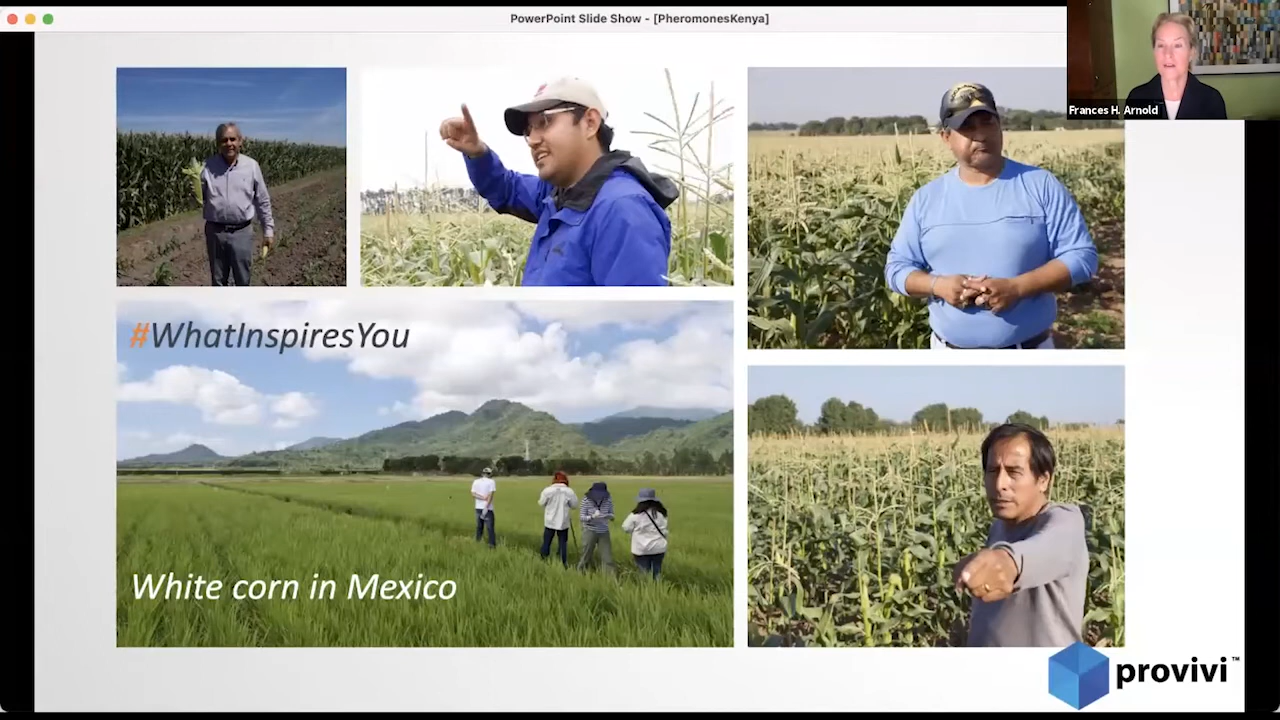 PowerPoint Slide Show - [PheromonesKenya]
Frances H. Arnold
#WhatInspiresYou
White corn in Mexico
provivi™